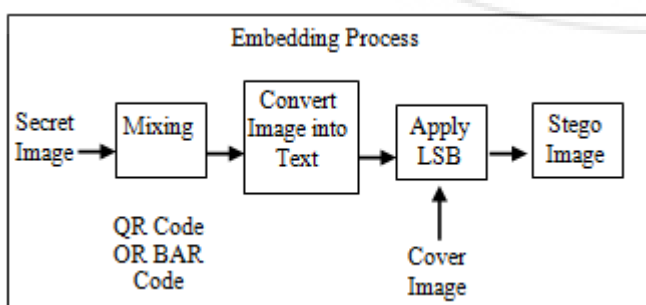 Embedding Process
Secret
Image
Mixing
Convert
Image into
Text
Apply
LSB
Stego
Image
QR Code
OR BAR
Code
Cover
Image